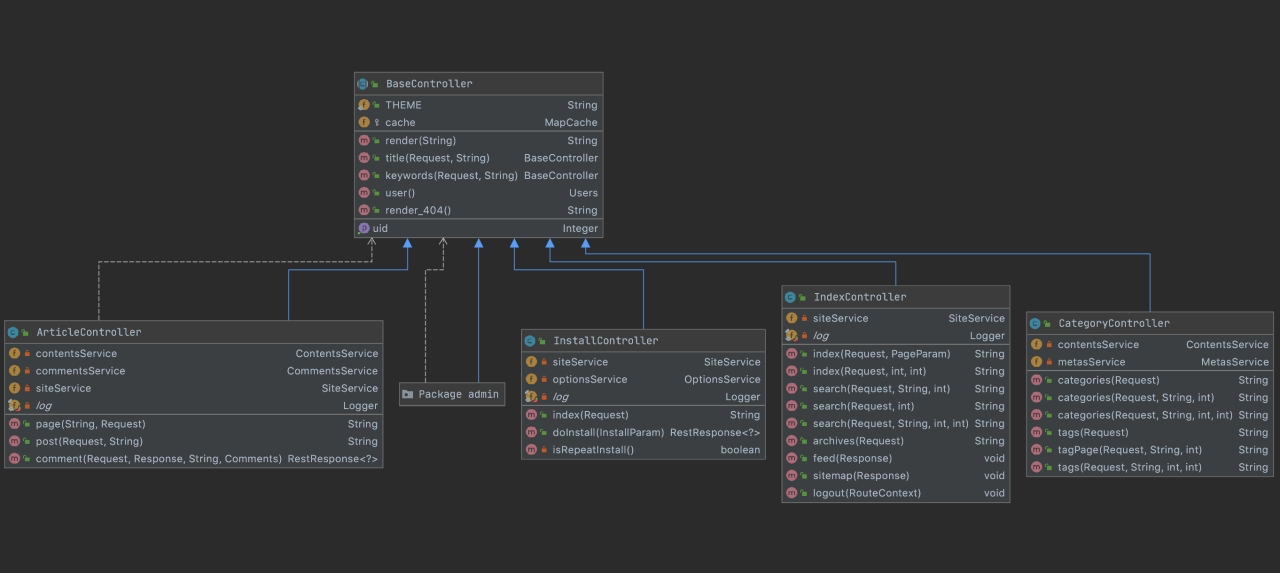 BaseController
THEME String
cache MapCache
render(String) String
title(Request, String) BaseController
keywords(Request, String) BaseController
user() Users
render_404() String
uid Integer
ArticleController
contentsService ContentsService
commentsService CommentsService
siteService SiteService
log Logger
page(String, Request) String
post(Request, String) String
comment(Request, Response, String, Comments) RestResponse<?>
Package admin
InstallController
siteService SiteService
optionsService OptionsService
log Logger
index(Request) String
doInstall(InstallParam) RestResponse<?>
isRepeatInstall() boolean
IndexController
siteService SiteService
log Logger
index(Request, PageParam) String
index(Request, int, int) String
search(Request, String, int) String
search(Request, int) String
search(Request, String, int, int) String
archives(Request) String
feed(Response) void
sitemap(Response) void
logout(RouteContext) void
CategoryController
contentsService ContentsService
metasService MetasService
categories(Request) String
categories(Request, String, int) String
categories(Request, String, int, int) String
tags(Request) String
tagPage(Request, String, int) String
tags(Request, String, int, int) String